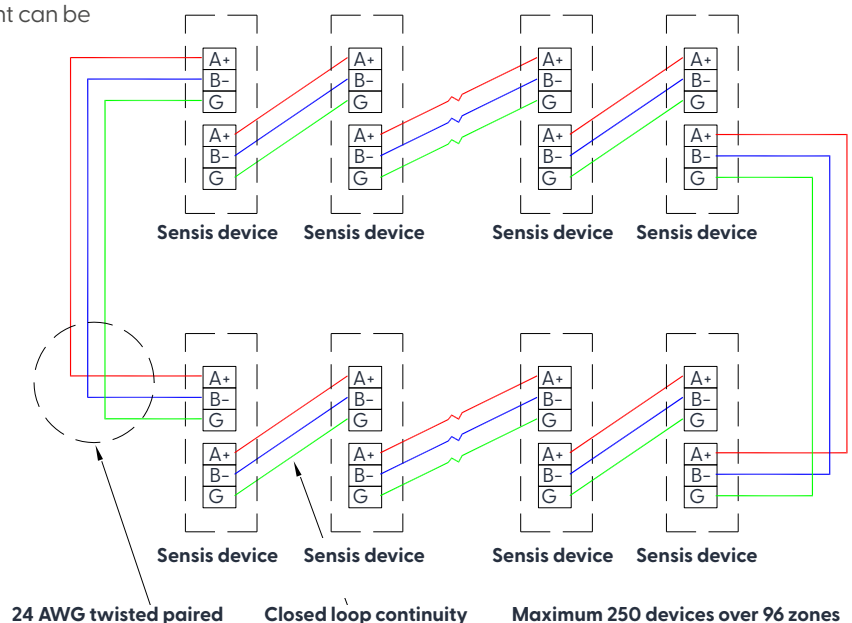 nt can be
A+ A+ A+ A+
B- B- B- B-
G G G G
A+ A+ A+ A+
B- B- B- B-
G G G G
Sensis device Sensis device Sensis device Sensis device
A+ A+ A+ A+
B- B- B- B-
G G G G
A+ A+ A+ A+
B- B- B- B-
G G G G
Sensis device Sensis device Sensis device Sensis device
24 AWG twisted paired Closed loop continuity Maximum 250 devices over 96 zones